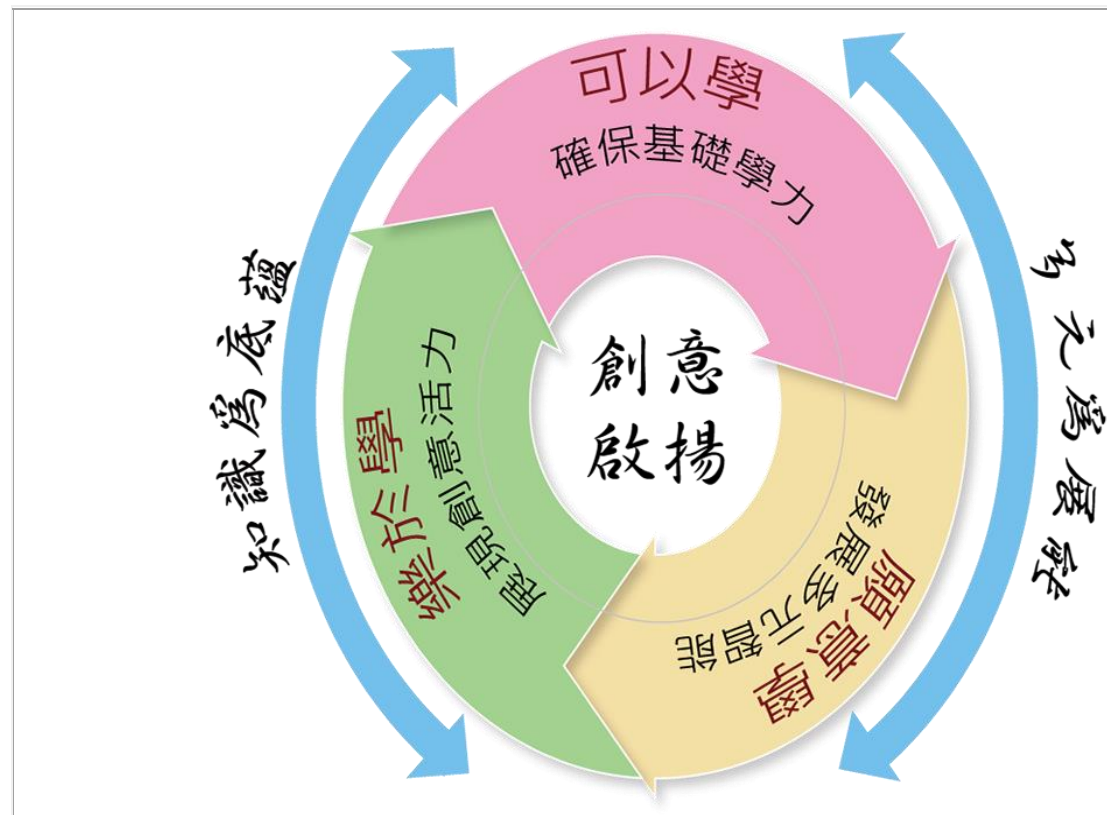 可以學
確保基礎學力
願意學
發展多元智能
樂於學
展現創意活力
創意
啟揚
知識為底蘊
多元為展能